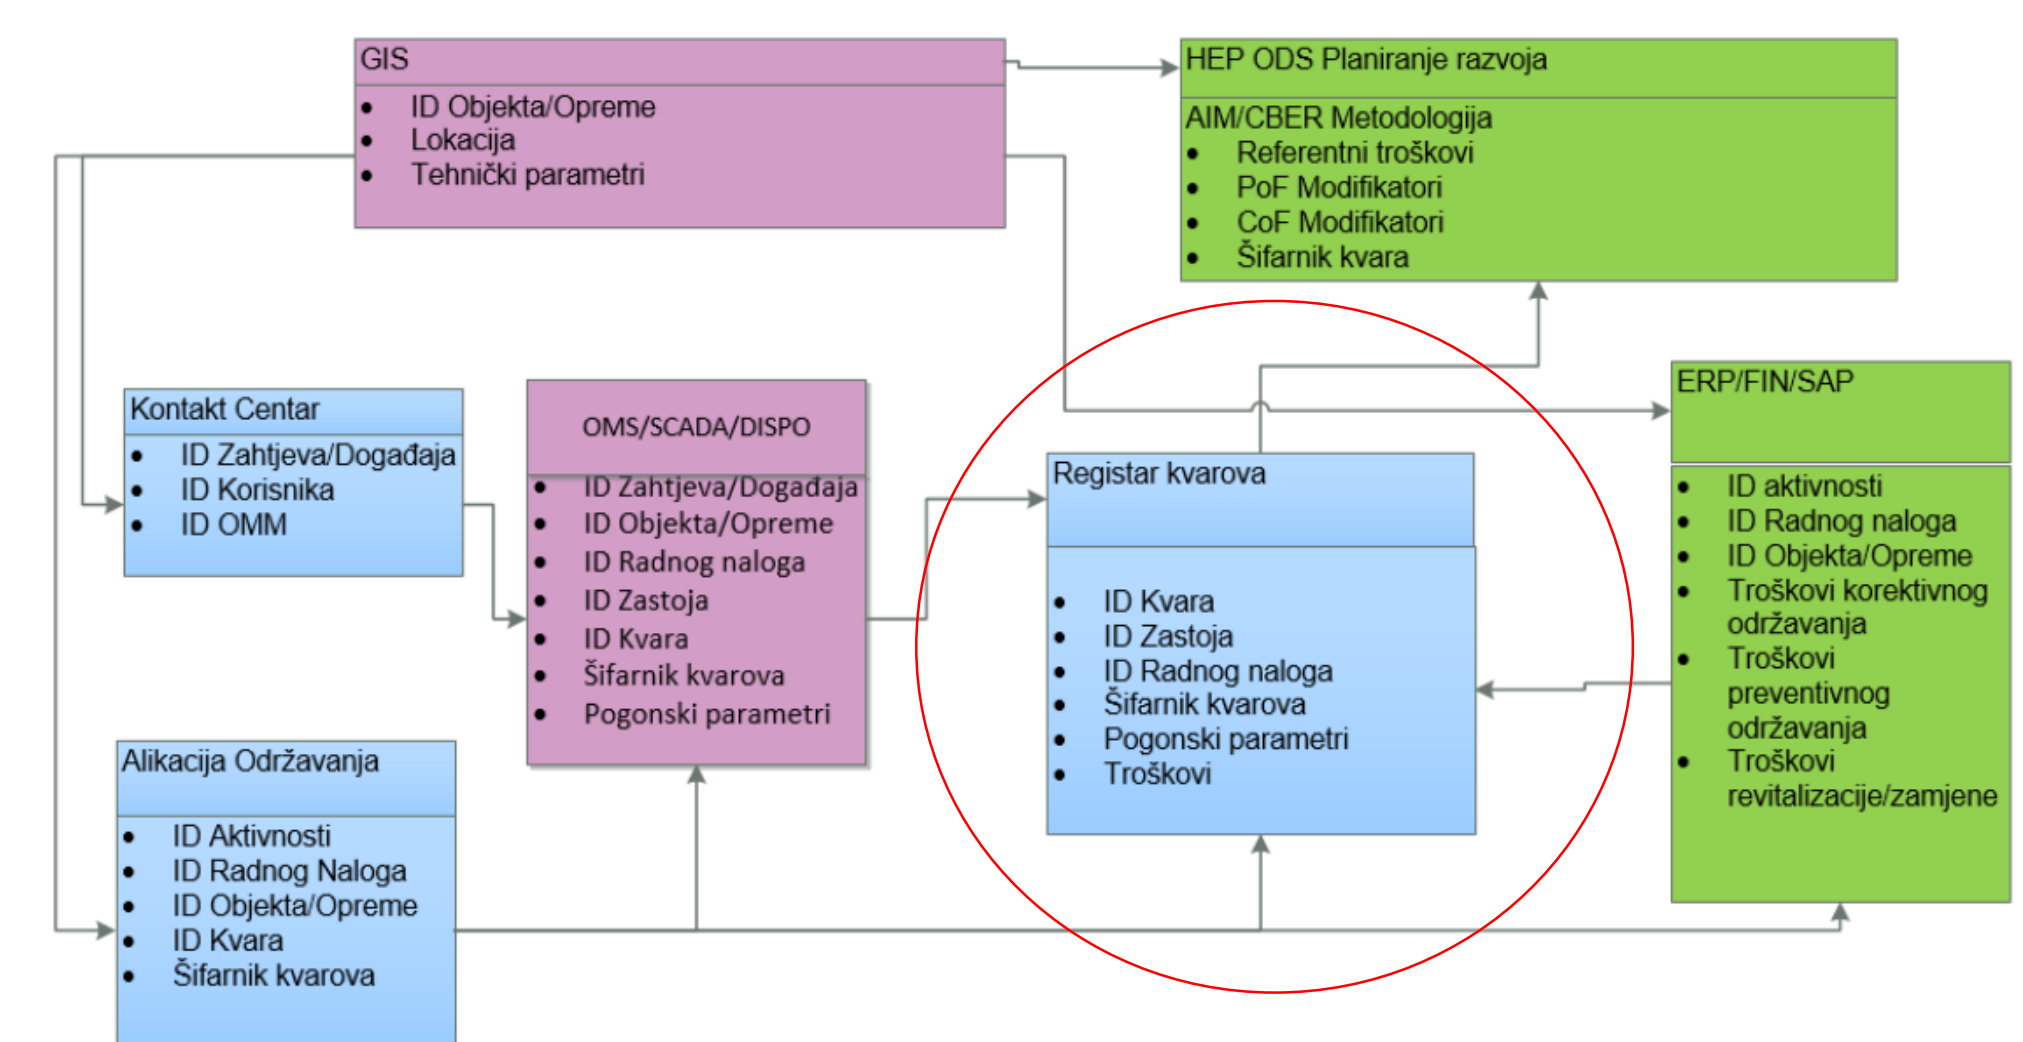 GIS
• ID Objekta/Opreme
• Lokacija
• Tehnički parametri
HEP ODS Planiranje razvoja
AIM/CBER Metodologija
• Referentni troškovi
• PoF Modifikatori
• CoF Modifikatori
• Šifarnik kvara
Kontakt Centar
• ID Zahtjeva/Događaja
• ID Korisnika
• ID OMM
OMS/SCADA/DISPO
• ID Zahtjeva/Događaja
• ID Objekta/Opreme
• ID Radnog naloga
• ID Zastoja
• ID Kvara
• Šifarnik kvarova
• Pogonski parametri
Registar kvarova
• ID Kvara
• ID Zastoja
• ID Radnog naloga
• Šifarnik kvarova
• Pogonski parametri
• Troškovi
ERP/FIN/SAP
• ID aktivnosti
• ID Radnog naloga
• ID Objekta/Opreme
• Troškovi korektivnog
održavanja
• Troškovi
preventivnog
održavanja
• Troškovi
revitalizacije/zamjene
Alikacija Održavanja
• ID Aktivnosti
• ID Radnog Naloga
• ID Objekta/Opreme
• ID Kvara
• Šifarnik kvarova